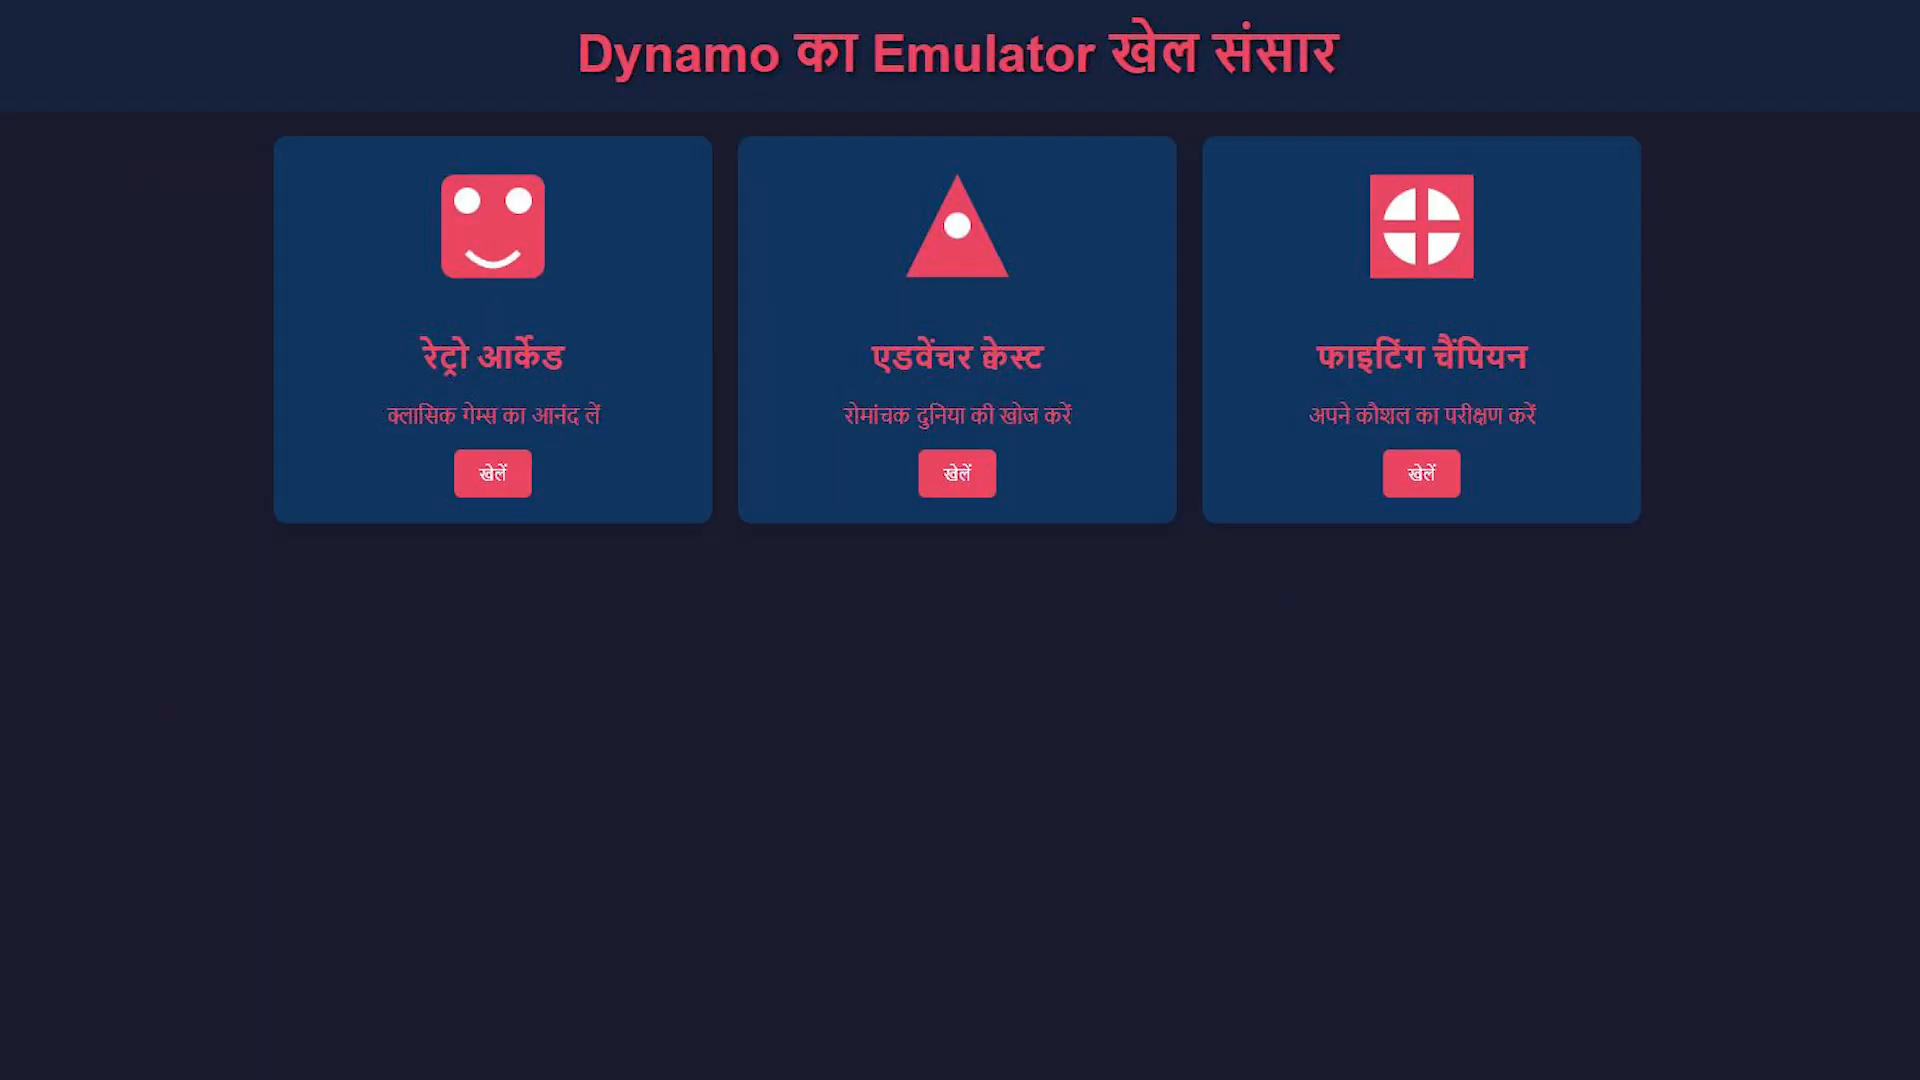 Dynamo का Emulator खेल संसार
रेट्रो आर्केड
क्लासिक गेम्स का आनंद लें
खेलें
एडवेंचर क्वेस्ट
रोमांचक दुनिया की खोज करें
खेलें
फाइटिंग चैंपियन
अपने कौशल का परीक्षण करें
खेलें